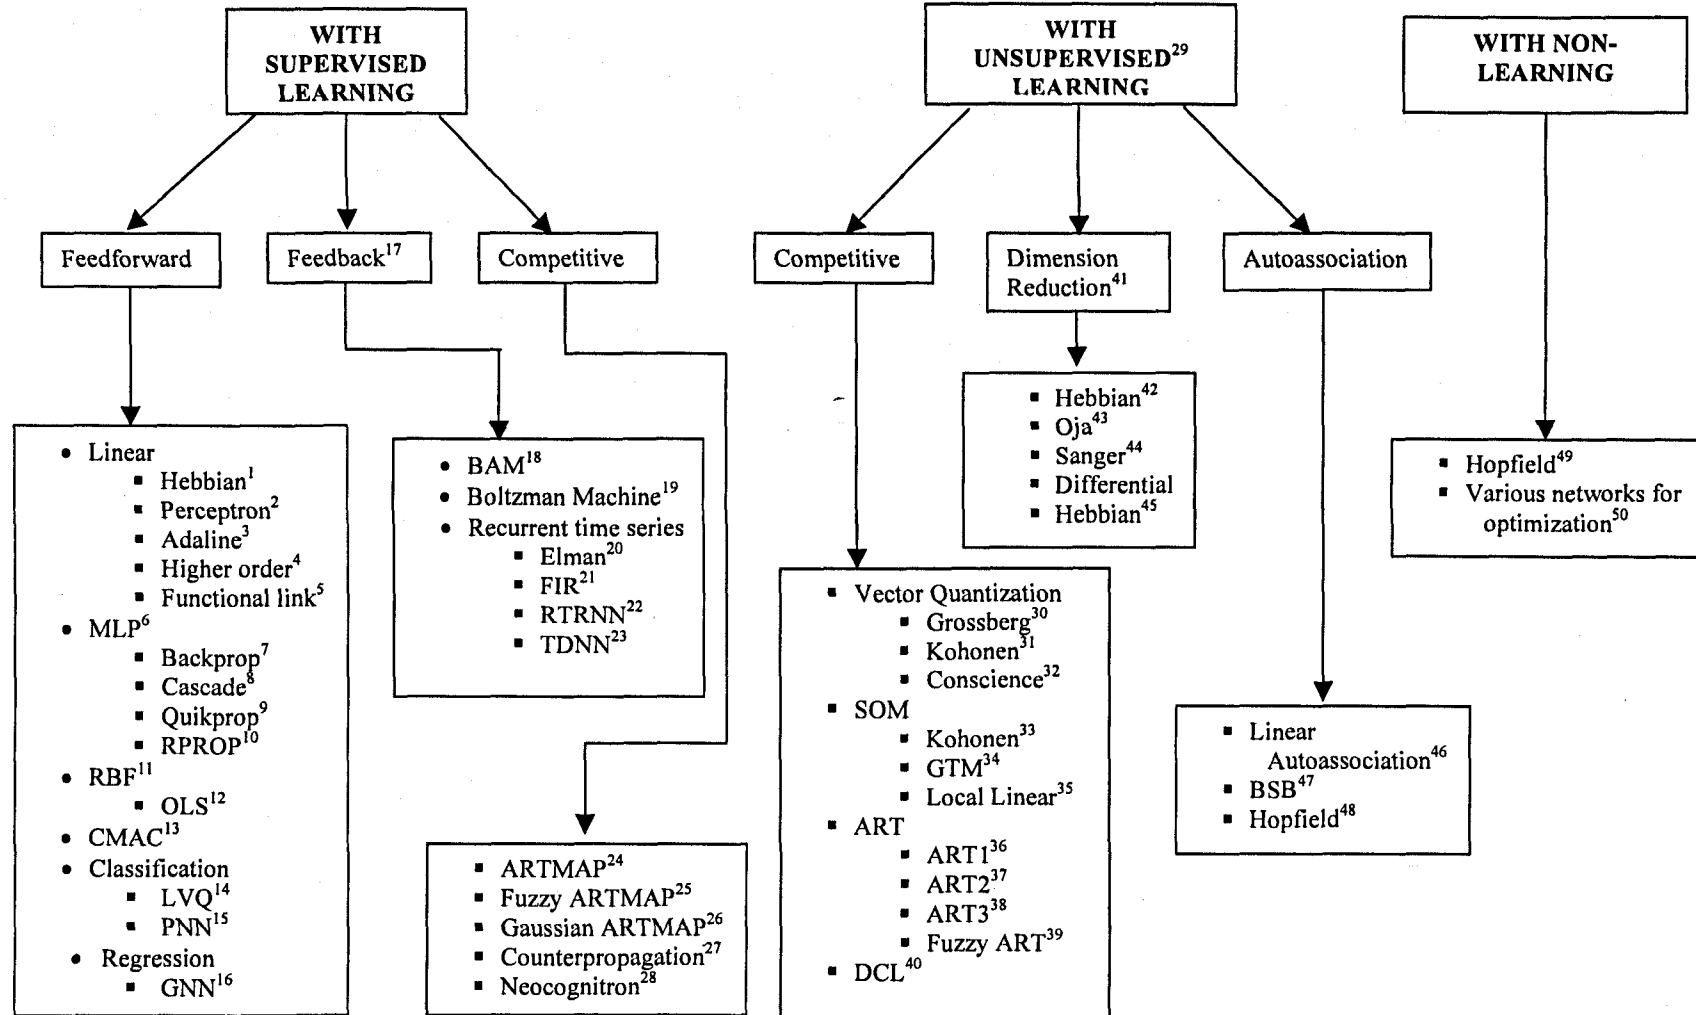 WITH
SUPERVISED
LEARNING
Feedforward
Feedback17
Competitive
• Linear
▪ Hebbian1
▪ Perceptron2
▪ Adaline3
▪ Higher order4
▪ Functional link5
• MLP6
▪ Backprop7
▪ Cascade8
▪ Quikprop9
▪ RPROP10
• RBF11
▪ OLS12
• CMAC13
• Classification
▪ LVQ14
▪ PNN15
• Regression
▪ GNN16
• BAM18
• Boltzman Machine19
• Recurrent time series
▪ Elman20
▪ FIR21
▪ RTRNN22
▪ TDNN23
▪ ARTMAP24
▪ Fuzzy ARTMAP25
▪ Gaussian ARTMAP26
▪ Counterpropagation27
▪ Neocognitron28
WITH
UNSUPERVISED29
LEARNING
Competitive
Dimension
Reduction41
Autoassociation
▪ Vector Quantization
▪ Grossberg30
▪ Kohonen31
▪ Conscience32
▪ SOM
▪ Kohonen33
▪ GTM34
▪ Local Linear35
▪ ART
▪ ART136
▪ ART237
▪ ART338
▪ Fuzzy ART39
▪ DCL40
▪ Hebbian42
▪ Oja43
▪ Sanger44
▪ Differential
▪ Hebbian45
▪ Linear
Autoassociation46
▪ BSB47
▪ Hopfield48
WITH NON-
LEARNING
▪ Hopfield49
▪ Various networks for
optimization50